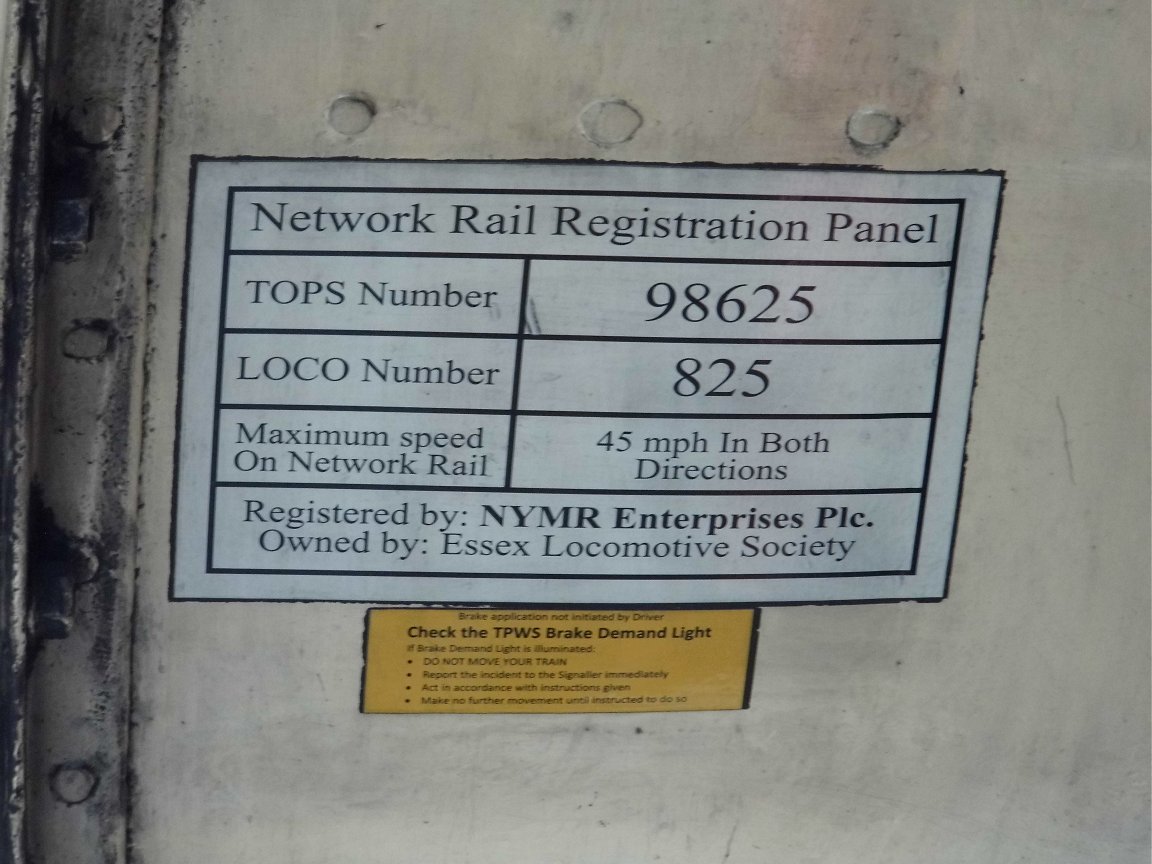 Network Rail Registration Panel
TOPS Number 98625
LOCO Number 825
Maximum speed
On Network Rail
45 mph In Both
Directions
Registered by: NYMR Enterprises Plc.
Owned by: Essex Locomotive Society
Brake application not initiated by Driver
Check the TPWS Brake Demand Light
If Brake Demand Light is illuminated:
• DO NOT MOVE YOUR TRAIN
• Report the incident to the Signaller immediately
• Act in accordance with instructions given
• Make no further movement until instructed to do so